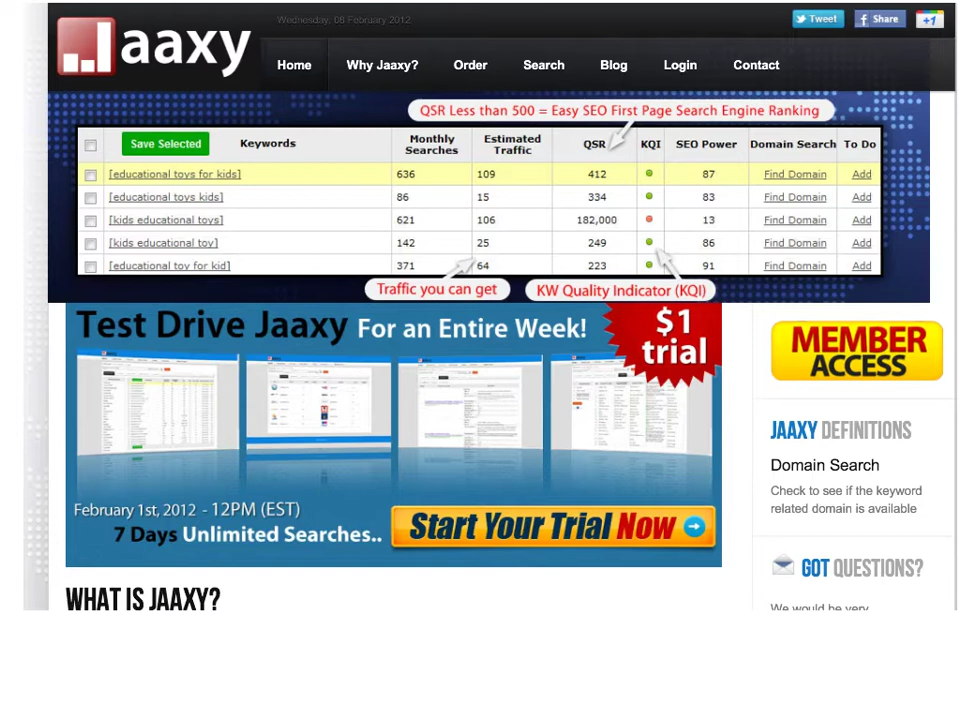 Wednesday, 08 February 2012
Tweet
Share
+1
Jaaxy
Home Why Jaaxy? Order Search Blog Login Contact
QSR Less than 500 = Easy SEO First Page Search Engine Ranking
Save Selected Keywords Monthly Searches Estimated Traffic QSR KQI SEO Power Domain Search To Do
[educational toys for kids] 636 109 412 87 Find Domain Add
[educational toys kids] 86 15 334 83 Find Domain Add
[kids educational toys] 621 106 182,000 13 Find Domain Add
[kids educational toy] 142 25 249 86 Find Domain Add
[educational toy for kid] 371 64 223 91 Find Domain Add
Traffic you can get
KW Quality Indicator (KQI)
Test Drive Jaaxy For an Entire Week!
$1
trial
February 1st, 2012 - 12PM (EST)
7 Days Unlimited Searches..
Start Your Trial Now
WHAT IS JAAXY?
MEMBER
ACCESS
JAAXY DEFINITIONS
Domain Search
Check to see if the keyword
related domain is available
GOT QUESTIONS?
We would be very